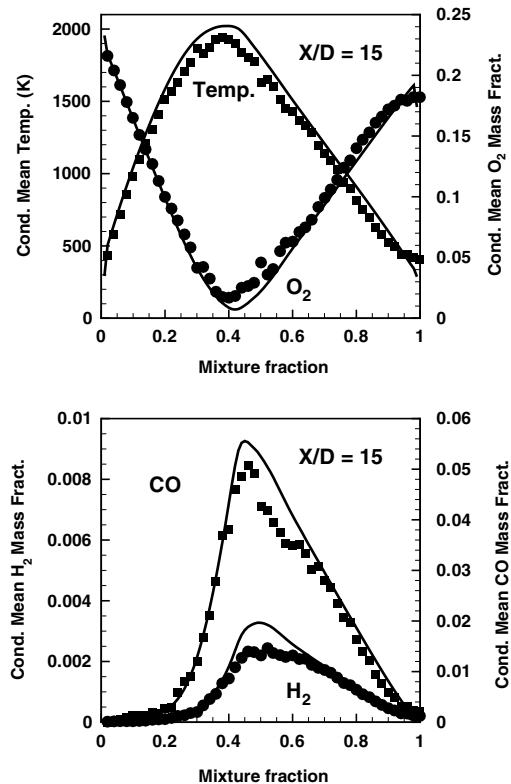 2000
1500
1000
500
0
Cond. Mean Temp. (K)
X/D = 15
Temp.
O2
0.25
0.2
0.15
0.1
0.05
0
Cond. Mean O2 Mass Fract.
0 0.2 0.4 0.6 0.8 1
Mixture fraction
0.01
0.008
0.006
0.004
0.002
0
Cond. Mean H2 Mass Fract.
X/D = 15
CO
H2
0.06
0.05
0.04
0.03
0.02
0.01
0
Cond. Mean CO Mass Fract.
0 0.2 0.4 0.6 0.8 1
Mixture fraction